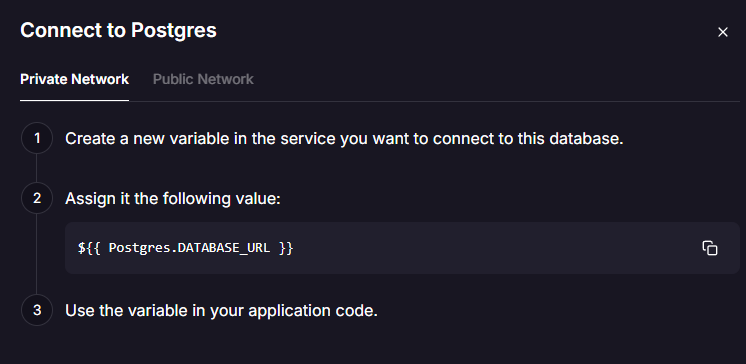 Connect to Postgres
Private Network Public Network
1 Create a new variable in the service you want to connect to this database.
2 Assign it the following value:
${{ Postgres.DATABASE_URL }}
3 Use the variable in your application code.